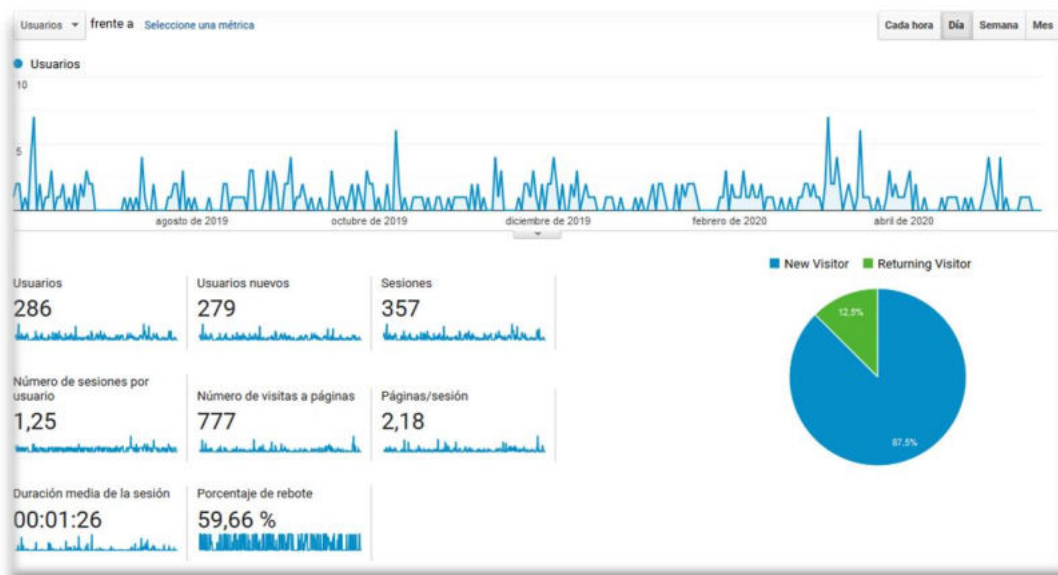 Usuarios frente a Seleccione una métrica
Cada hora Día Semana Mes
Usuarios
10
5
agosto de 2019 octubre de 2019 diciembre de 2019 febrero de 2020 abril de 2020
New Visitor Returning Visitor
Usuarios
286
Usuarios nuevos
279
Sesiones
357
Número de sesiones por
usuario
1,25
Número de visitas a páginas
777
Páginas/sesión
2,18
Duración media de la sesión
00:01:26
Porcentaje de rebote
59,66 %
12,5%
87,5%